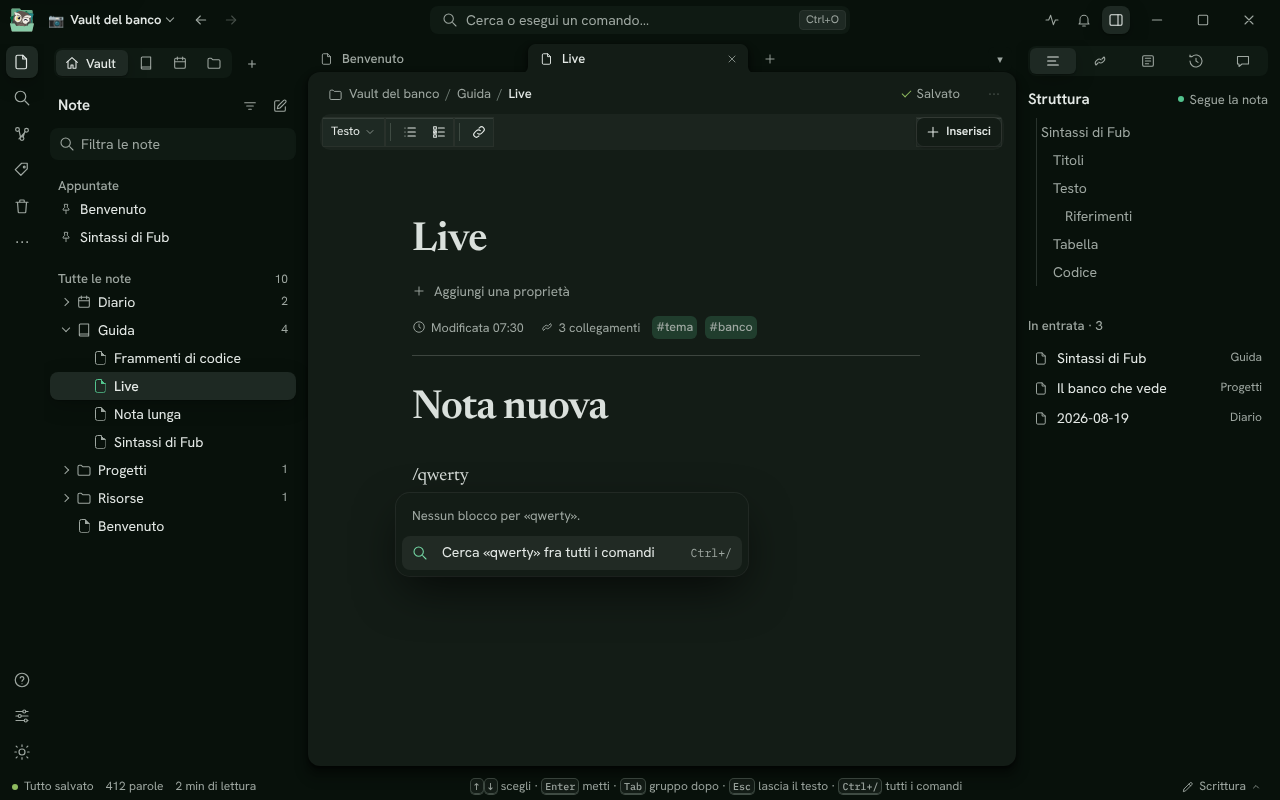 Vault del banco
Cerca o esegui un comando...
Ctrl+O
Vault
Benvenuto
Live
Note
Filtra le note
Appuntate
Benvenuto
Sintassi di Fub
Tutte le note 10
Diario 2
Guida 4
Frammenti di codice
Live
Nota lunga
Sintassi di Fub
Progetti 1
Risorse 1
Benvenuto
Vault del banco / Guida / Live
Salvato
Testo
Inserisci
Live
Aggiungi una proprietà
Modificata 07:30 3 collegamenti #tema #banco
Nota nuova
/qwerty
Nessun blocco per «qwerty».
Cerca «qwerty» fra tutti i comandi Ctrl+/
Struttura Segue la nota
Sintassi di Fub
Titoli
Testo
Riferimenti
Tabella
Codice
In entrata · 3
Sintassi di Fub Guida
Il banco che vede Progetti
2026-08-19 Diario
Tutto salvato 412 parole 2 min di lettura
↑ ↓ scegli · Enter metti · Tab gruppo dopo · Esc lascia il testo · Ctrl+/ tutti i comandi
Scrittura